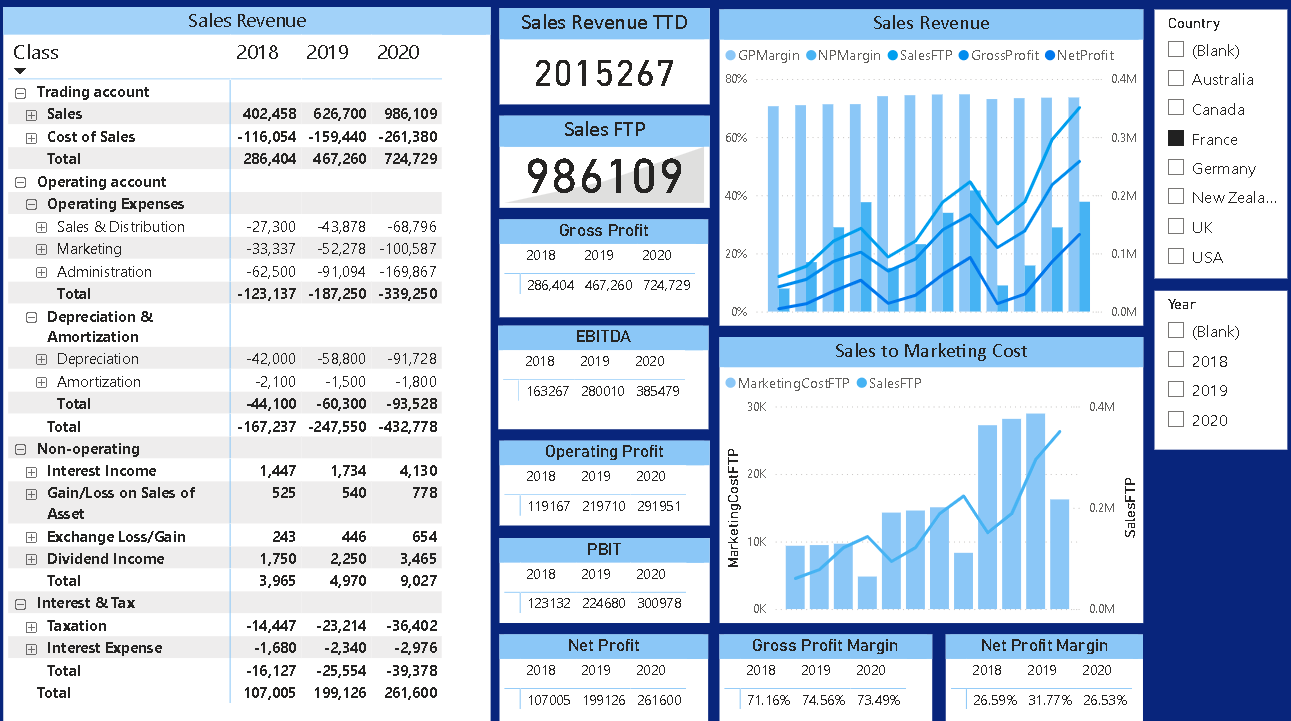 Sales Revenue
Class 2018 2019 2020
Trading account
Sales 402,458 626,700 986,109
Cost of Sales -116,054 -159,440 -261,380
Total 286,404 467,260 724,729
Operating account
Operating Expenses
Sales & Distribution -27,300 -43,878 -68,796
Marketing -33,337 -52,278 -100,587
Administration -62,500 -91,094 -169,867
Total -123,137 -187,250 -339,250
Depreciation &
Amortization
Depreciation -42,000 -58,800 -91,728
Amortization -2,100 -1,500 -1,800
Total -44,100 -60,300 -93,528
Total -167,237 -247,550 -432,778
Non-operating
Interest Income 1,447 1,734 4,130
Gain/Loss on Sales of 525 540 778
Asset
Exchange Loss/Gain 243 446 654
Dividend Income 1,750 2,250 3,465
Total 3,965 4,970 9,027
Interest & Tax
Taxation -14,447 -23,214 -36,402
Interest Expense -1,680 -2,340 -2,976
Total -16,127 -25,554 -39,378
Total 107,005 199,126 261,600
Sales Revenue TTD
2015267
Sales FTP
986109
Gross Profit
2018 2019 2020
286,404 467,260 724,729
EBITDA
2018 2019 2020
163267 280010 385479
Operating Profit
2018 2019 2020
119167 219710 291951
PBIT
2018 2019 2020
123132 224680 300978
Net Profit
2018 2019 2020
107005 199126 261600
Sales Revenue
GPMargin NPMargin SalesFTP GrossProfit NetProfit
80% 0.4M
60% 0.3M
40% 0.2M
20% 0.1M
0% 0.0M
Sales to Marketing Cost
MarketingCostFTP SalesFTP
30K 0.4M
20K
0.2M
10K
0K 0.0M
MarketingCostFTP
SalesFTP
Gross Profit Margin
2018 2019 2020
71.16% 74.56% 73.49%
Net Profit Margin
2018 2019 2020
26.59% 31.77% 26.53%
Country
(Blank)
Australia
Canada
France
Germany
New Zeala...
UK
USA
Year
(Blank)
2018
2019
2020